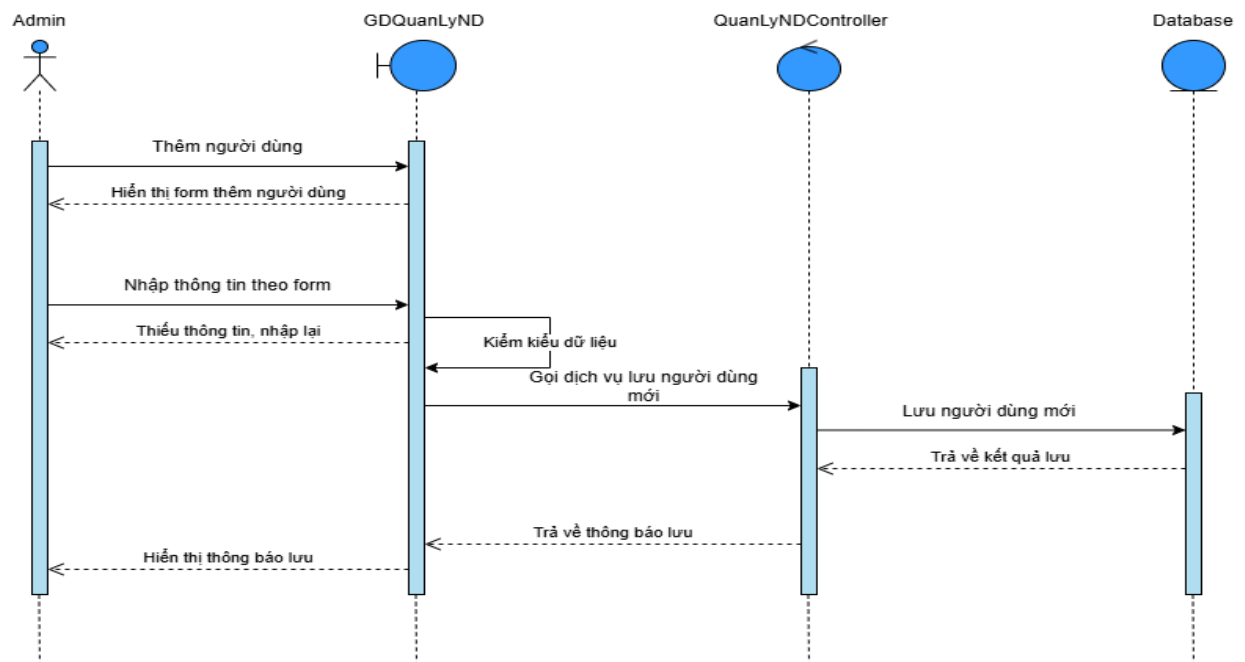 Admin
GDQuanLyND
QuanLyNDController
Database
Thêm người dùng
Hiển thị form thêm người dùng
Nhập thông tin theo form
Thiếu thông tin, nhập lại
Kiểm kiểu dữ liệu
Gọi dịch vụ lưu người dùng
mới
Lưu người dùng mới
Trả về kết quả lưu
Trả về thông báo lưu
Hiển thị thông báo lưu